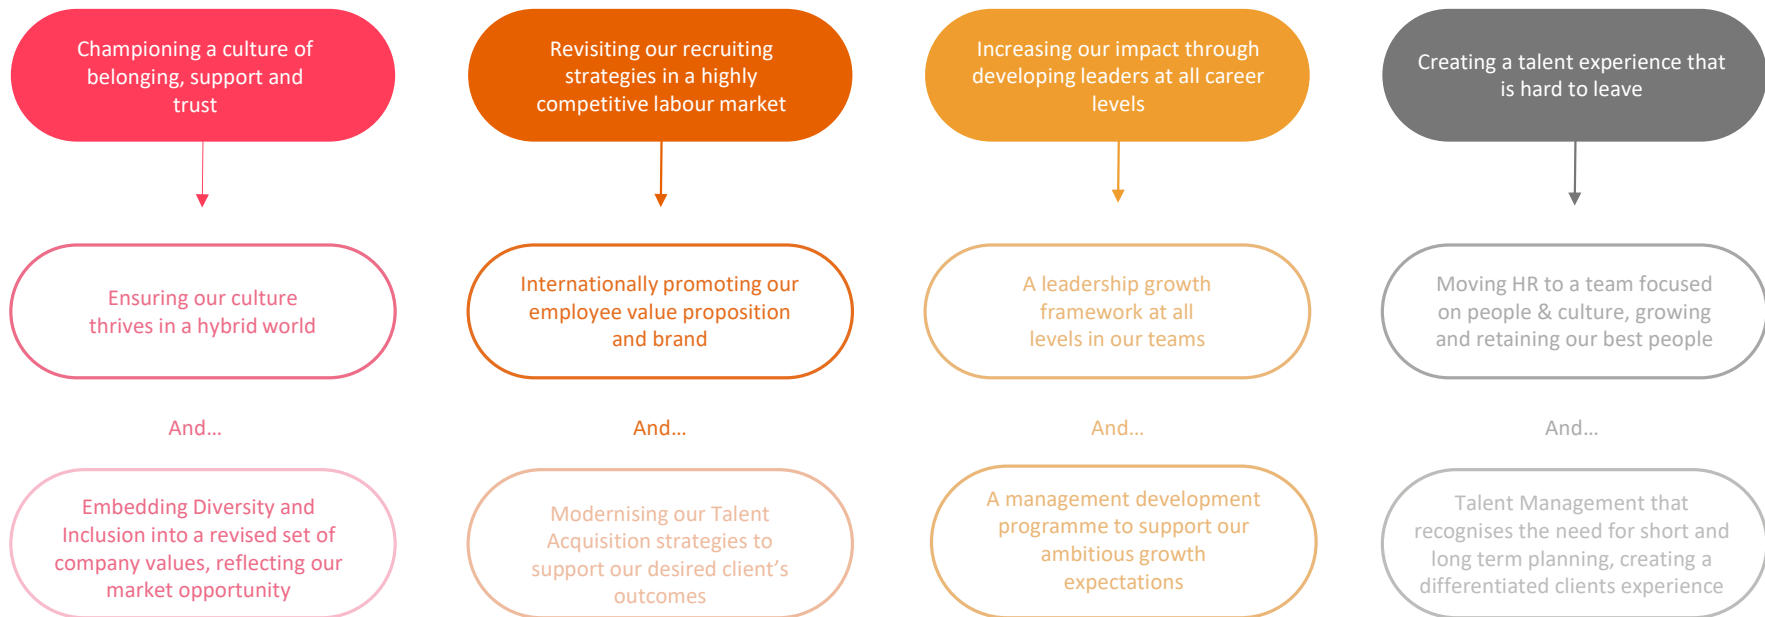 Championing a culture of
belonging, support and
trust
Revisiting our recruiting
strategies in a highly
competitive labour market
Increasing our impact through
developing leaders at all career
levels
Creating a talent experience that
is hard to leave
Ensuring our culture
thrives in a hybrid world
Internationally promoting our
employee value proposition
and brand
A leadership growth
framework at all
levels in our teams
Moving HR to a team focused
on people & culture, growing
and retaining our best people
And...
And...
And...
And...
Embedding Diversity and
Inclusion into a revised set of
company values, reflecting our
market opportunity
Modernising our Talent
Acquisition strategies to
support our desired client’s
outcomes
A management development
programme to support our
ambitious growth
expectations
Talent Management that
recognises the need for short and
long term planning, creating a
differentiated clients experience